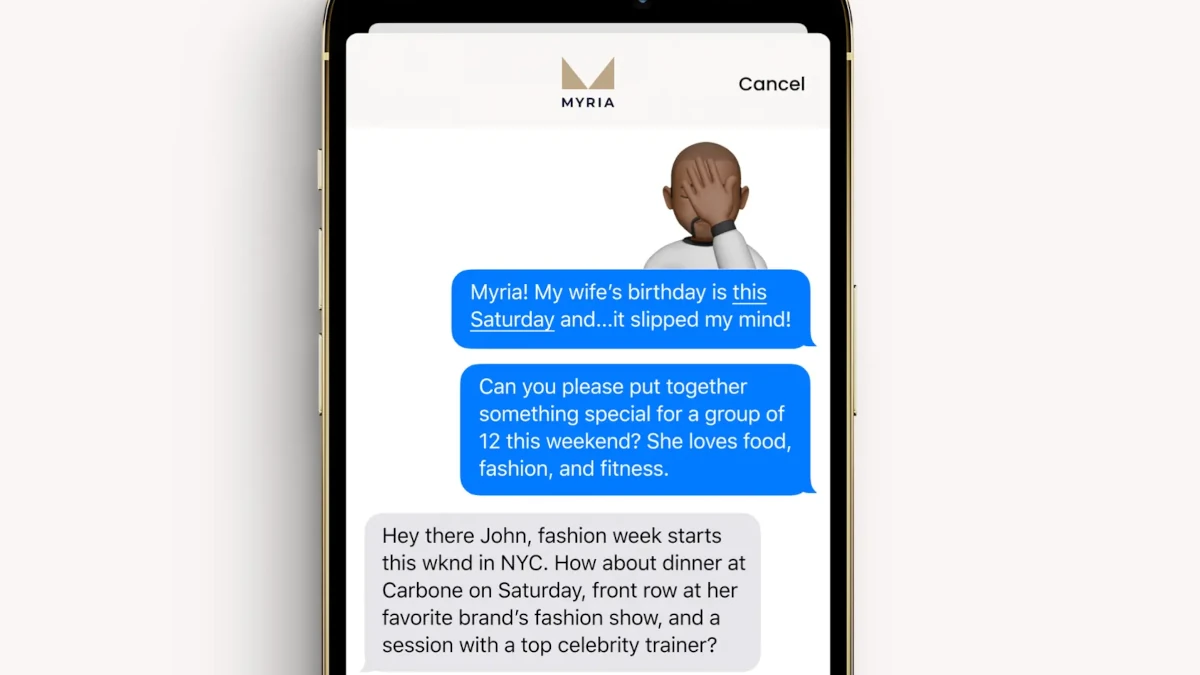 MYRIA
Cancel
Myria! My wife’s birthday is this
Saturday and...it slipped my mind!
Can you please put together
something special for a group of
12 this weekend? She loves food,
fashion, and fitness.
Hey there John, fashion week starts
this wknd in NYC. How about dinner at
Carbone on Saturday, front row at her
favorite brand’s fashion show, and a
session with a top celebrity trainer?